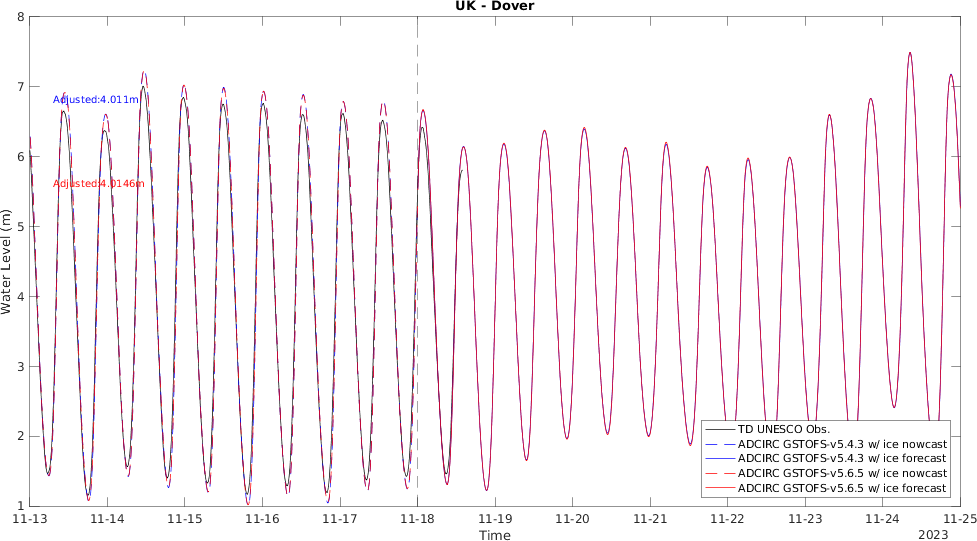 UK - Dover
8
7
6
5
4
3
2
1
Water Level (m)
Adjusted:4.011m
Adjusted:4.0146m
TD UNESCO Obs.
ADCIRC GSTOFS-v5.4.3 w/ ice nowcast
ADCIRC GSTOFS-v5.4.3 w/ ice forecast
ADCIRC GSTOFS-v5.6.5 w/ ice nowcast
ADCIRC GSTOFS-v5.6.5 w/ ice forecast
11-13 11-14 11-15 11-16 11-17 11-18 11-19 11-20 11-21 11-22 11-23 11-24 11-25
Time
2023